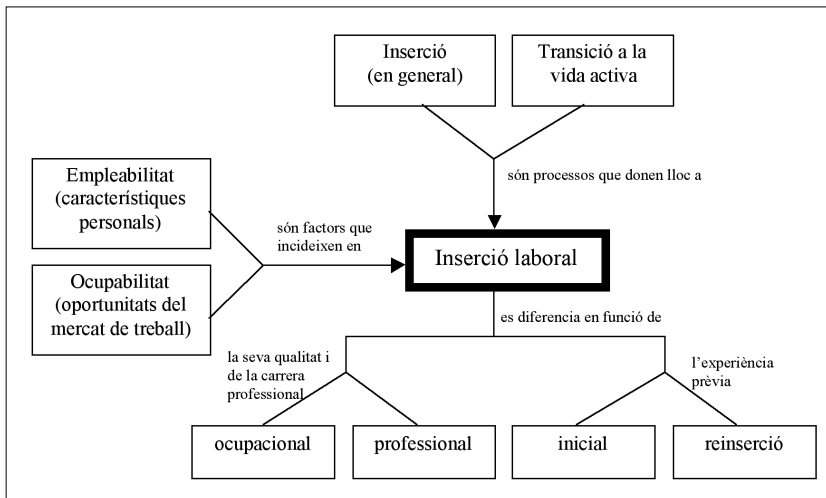 Inserció
(en general)
Transició a la
vida activa
són processos que donen lloc a
Empleabilitat
(característiques
personals)
són factors que
incideixen en
Ocupabilitat
(oportunitats del
mercat de treball)
Inserció laboral
es diferencia en funció de
la seva qualitat i
de la carrera
professional
l’experiència
prèvia
ocupacional
professional
inicial
reinserció